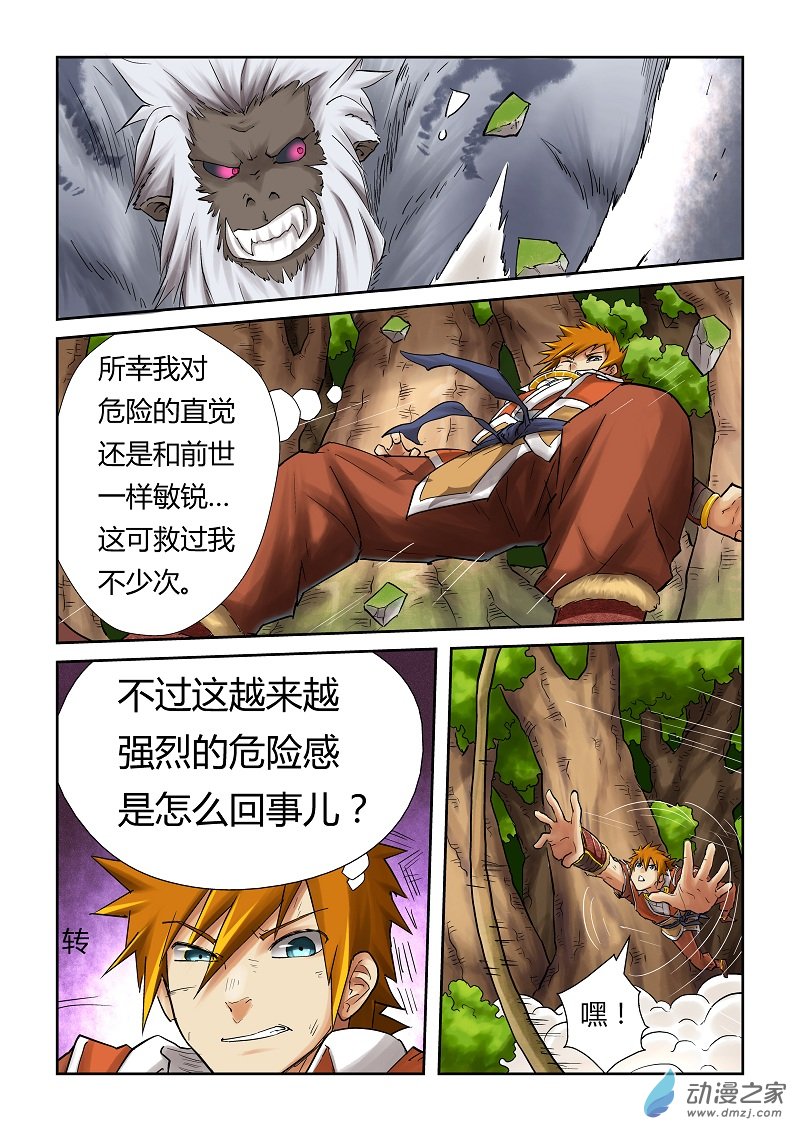 所幸我对
危险的直觉
还是和前世
一样敏锐...
这可救过我
不少次。
不过这越来越
强烈的危险感
是怎么回事儿？
转
嘿！
动漫之家
www.dmzj.com